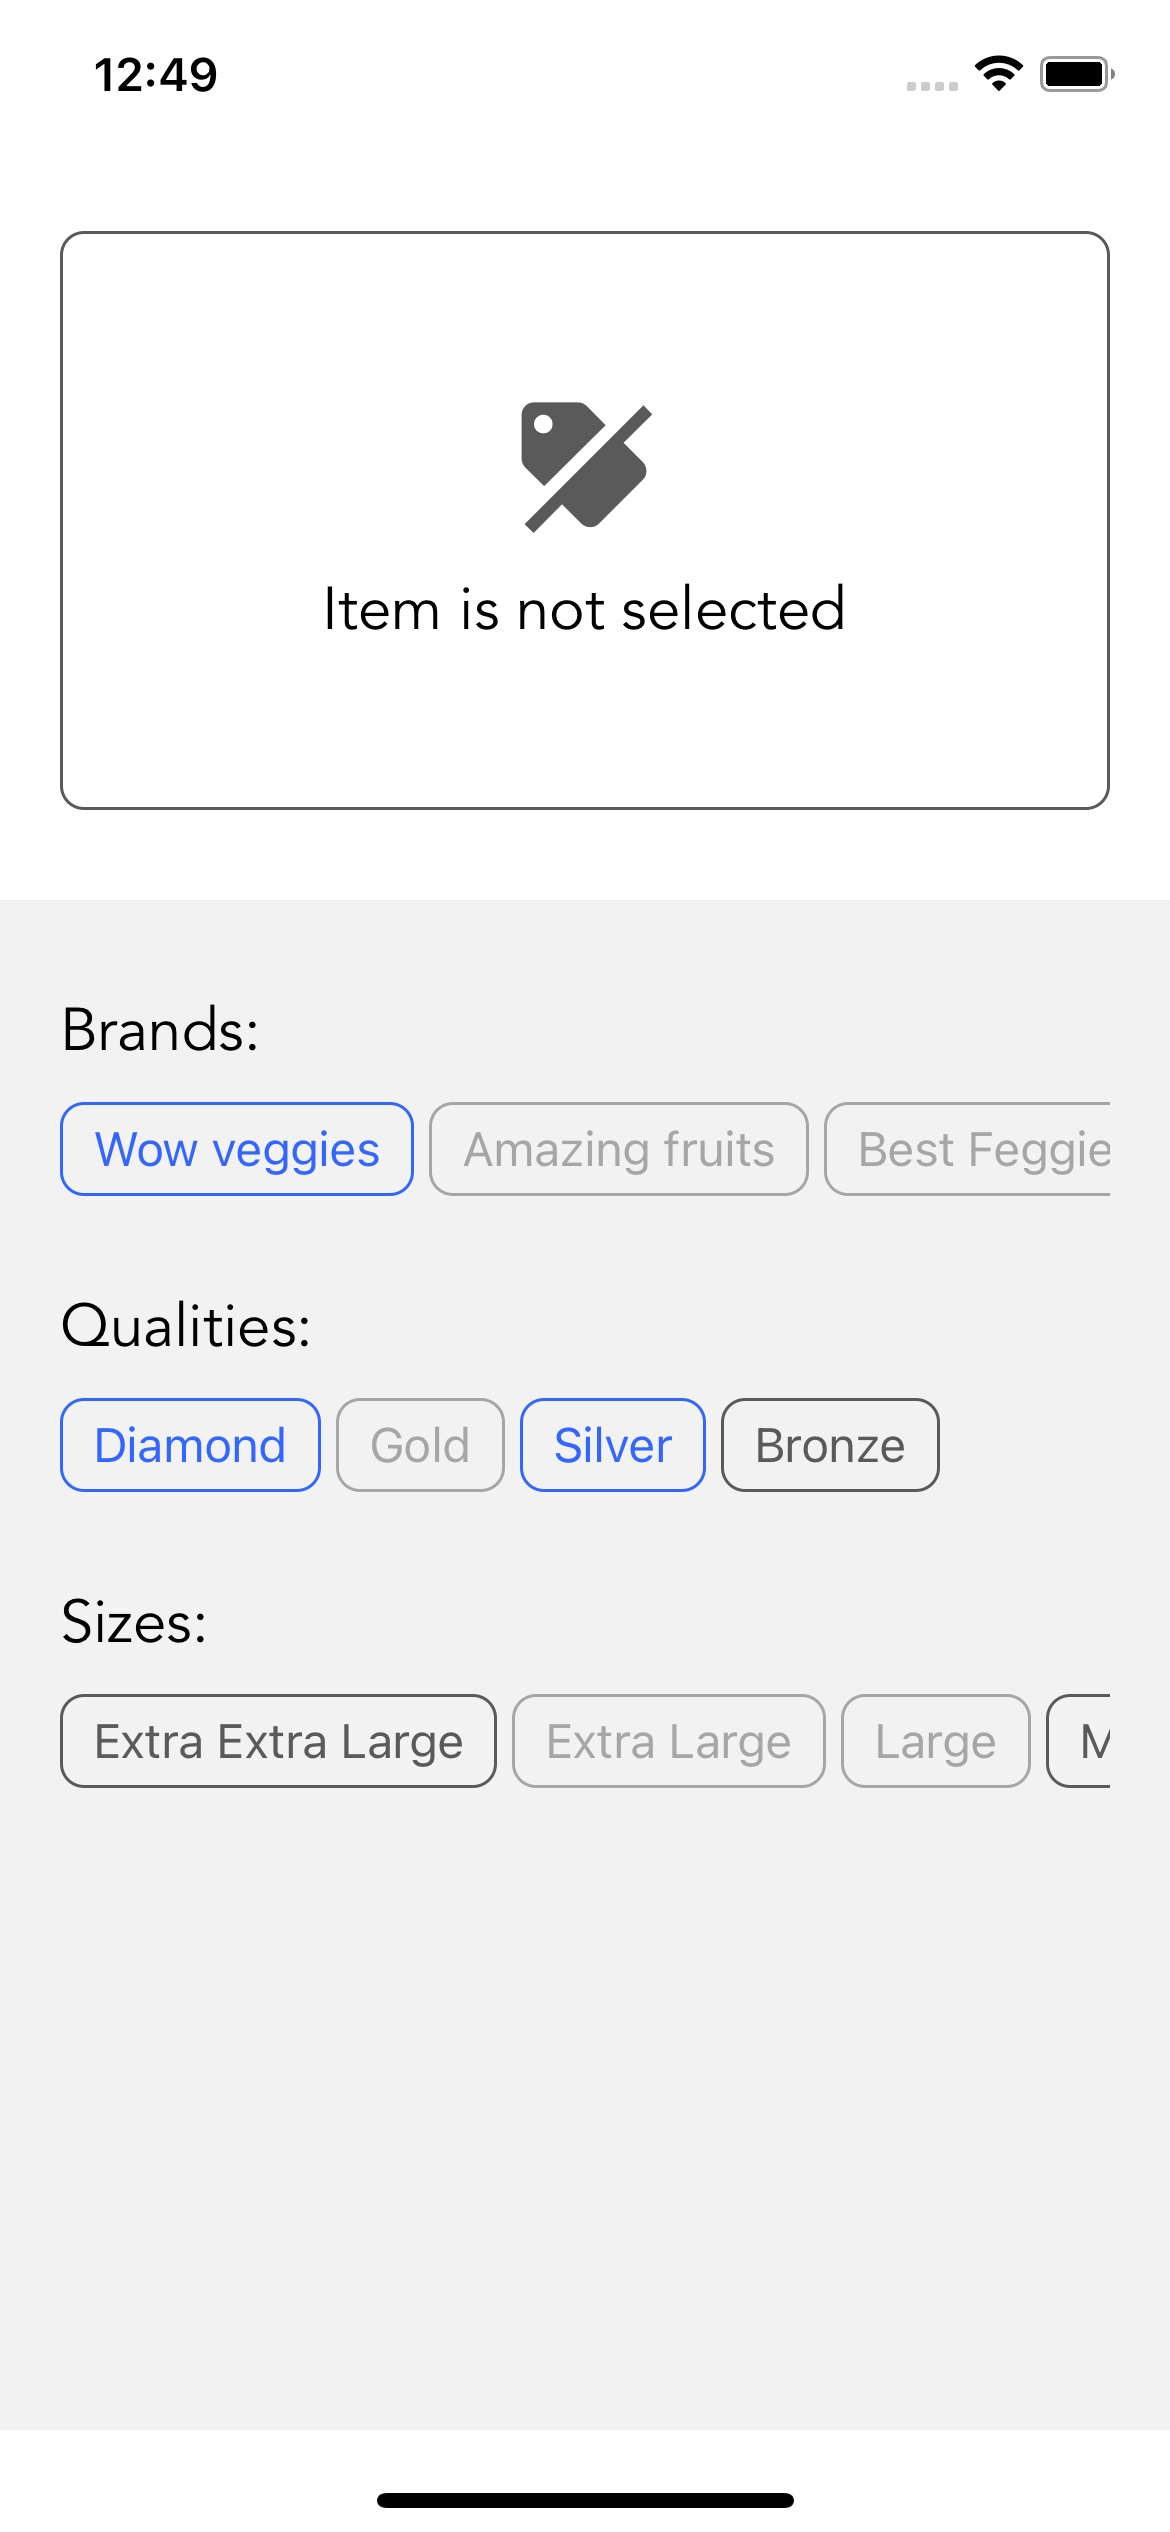 12:49
Item is not selected
Brands:
Wow veggies Amazing fruits Best Feggie
Qualities:
Diamond Gold Silver Bronze
Sizes:
Extra Extra Large Extra Large Large M